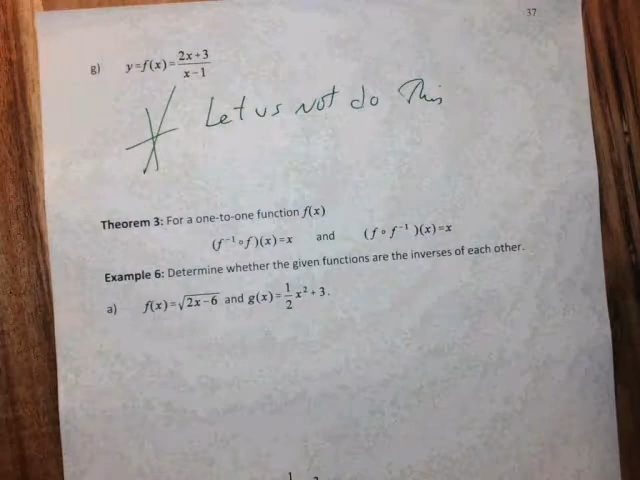 37
g) y=f(x)=\frac{2x+3}{x-1}
Let us not do This
Theorem 3: For a one-to-one function f(x)
(f⁻¹∘f)(x)=x and (f∘f⁻¹)(x)=x
Example 6: Determine whether the given functions are the inverses of each other.
a) f(x)=√(2x-6) and g(x)=\frac{1}{2}x²+3.